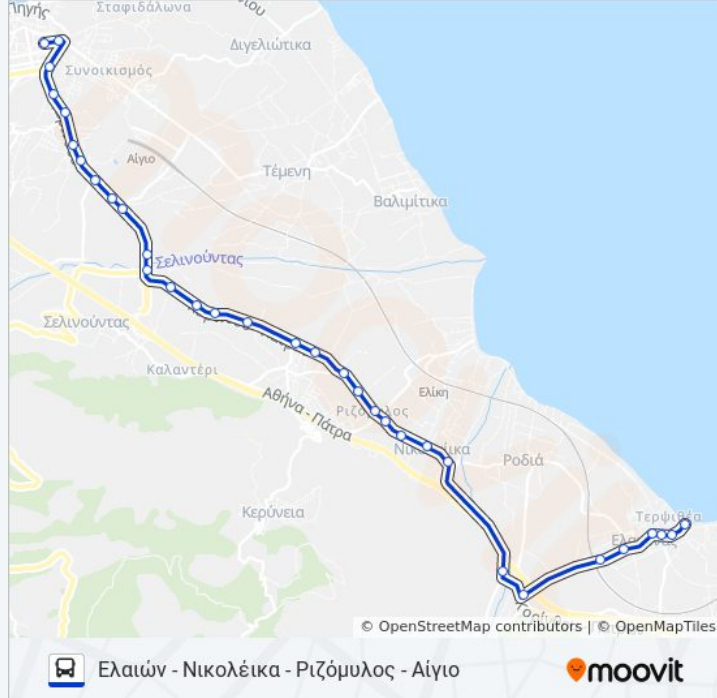 Πηγής
Σταφιδάλωνα
Διγελιώτικα
Συνοικισμός
Αίγιο
Τέμενη
Βαλιμίτικα
Σελινούντας
Σελινούντας
Καλαντέρι
Αθήνα - Πάτρα
Ελίκη
Ριζόμυλος
Ροδιά
Κερύνεια
Τερψιθέα
© OpenStreetMap contributors | © OpenMapTiles
Ελαιών - Νικολέικα - Ριζόμυλος - Αίγιο
moovit